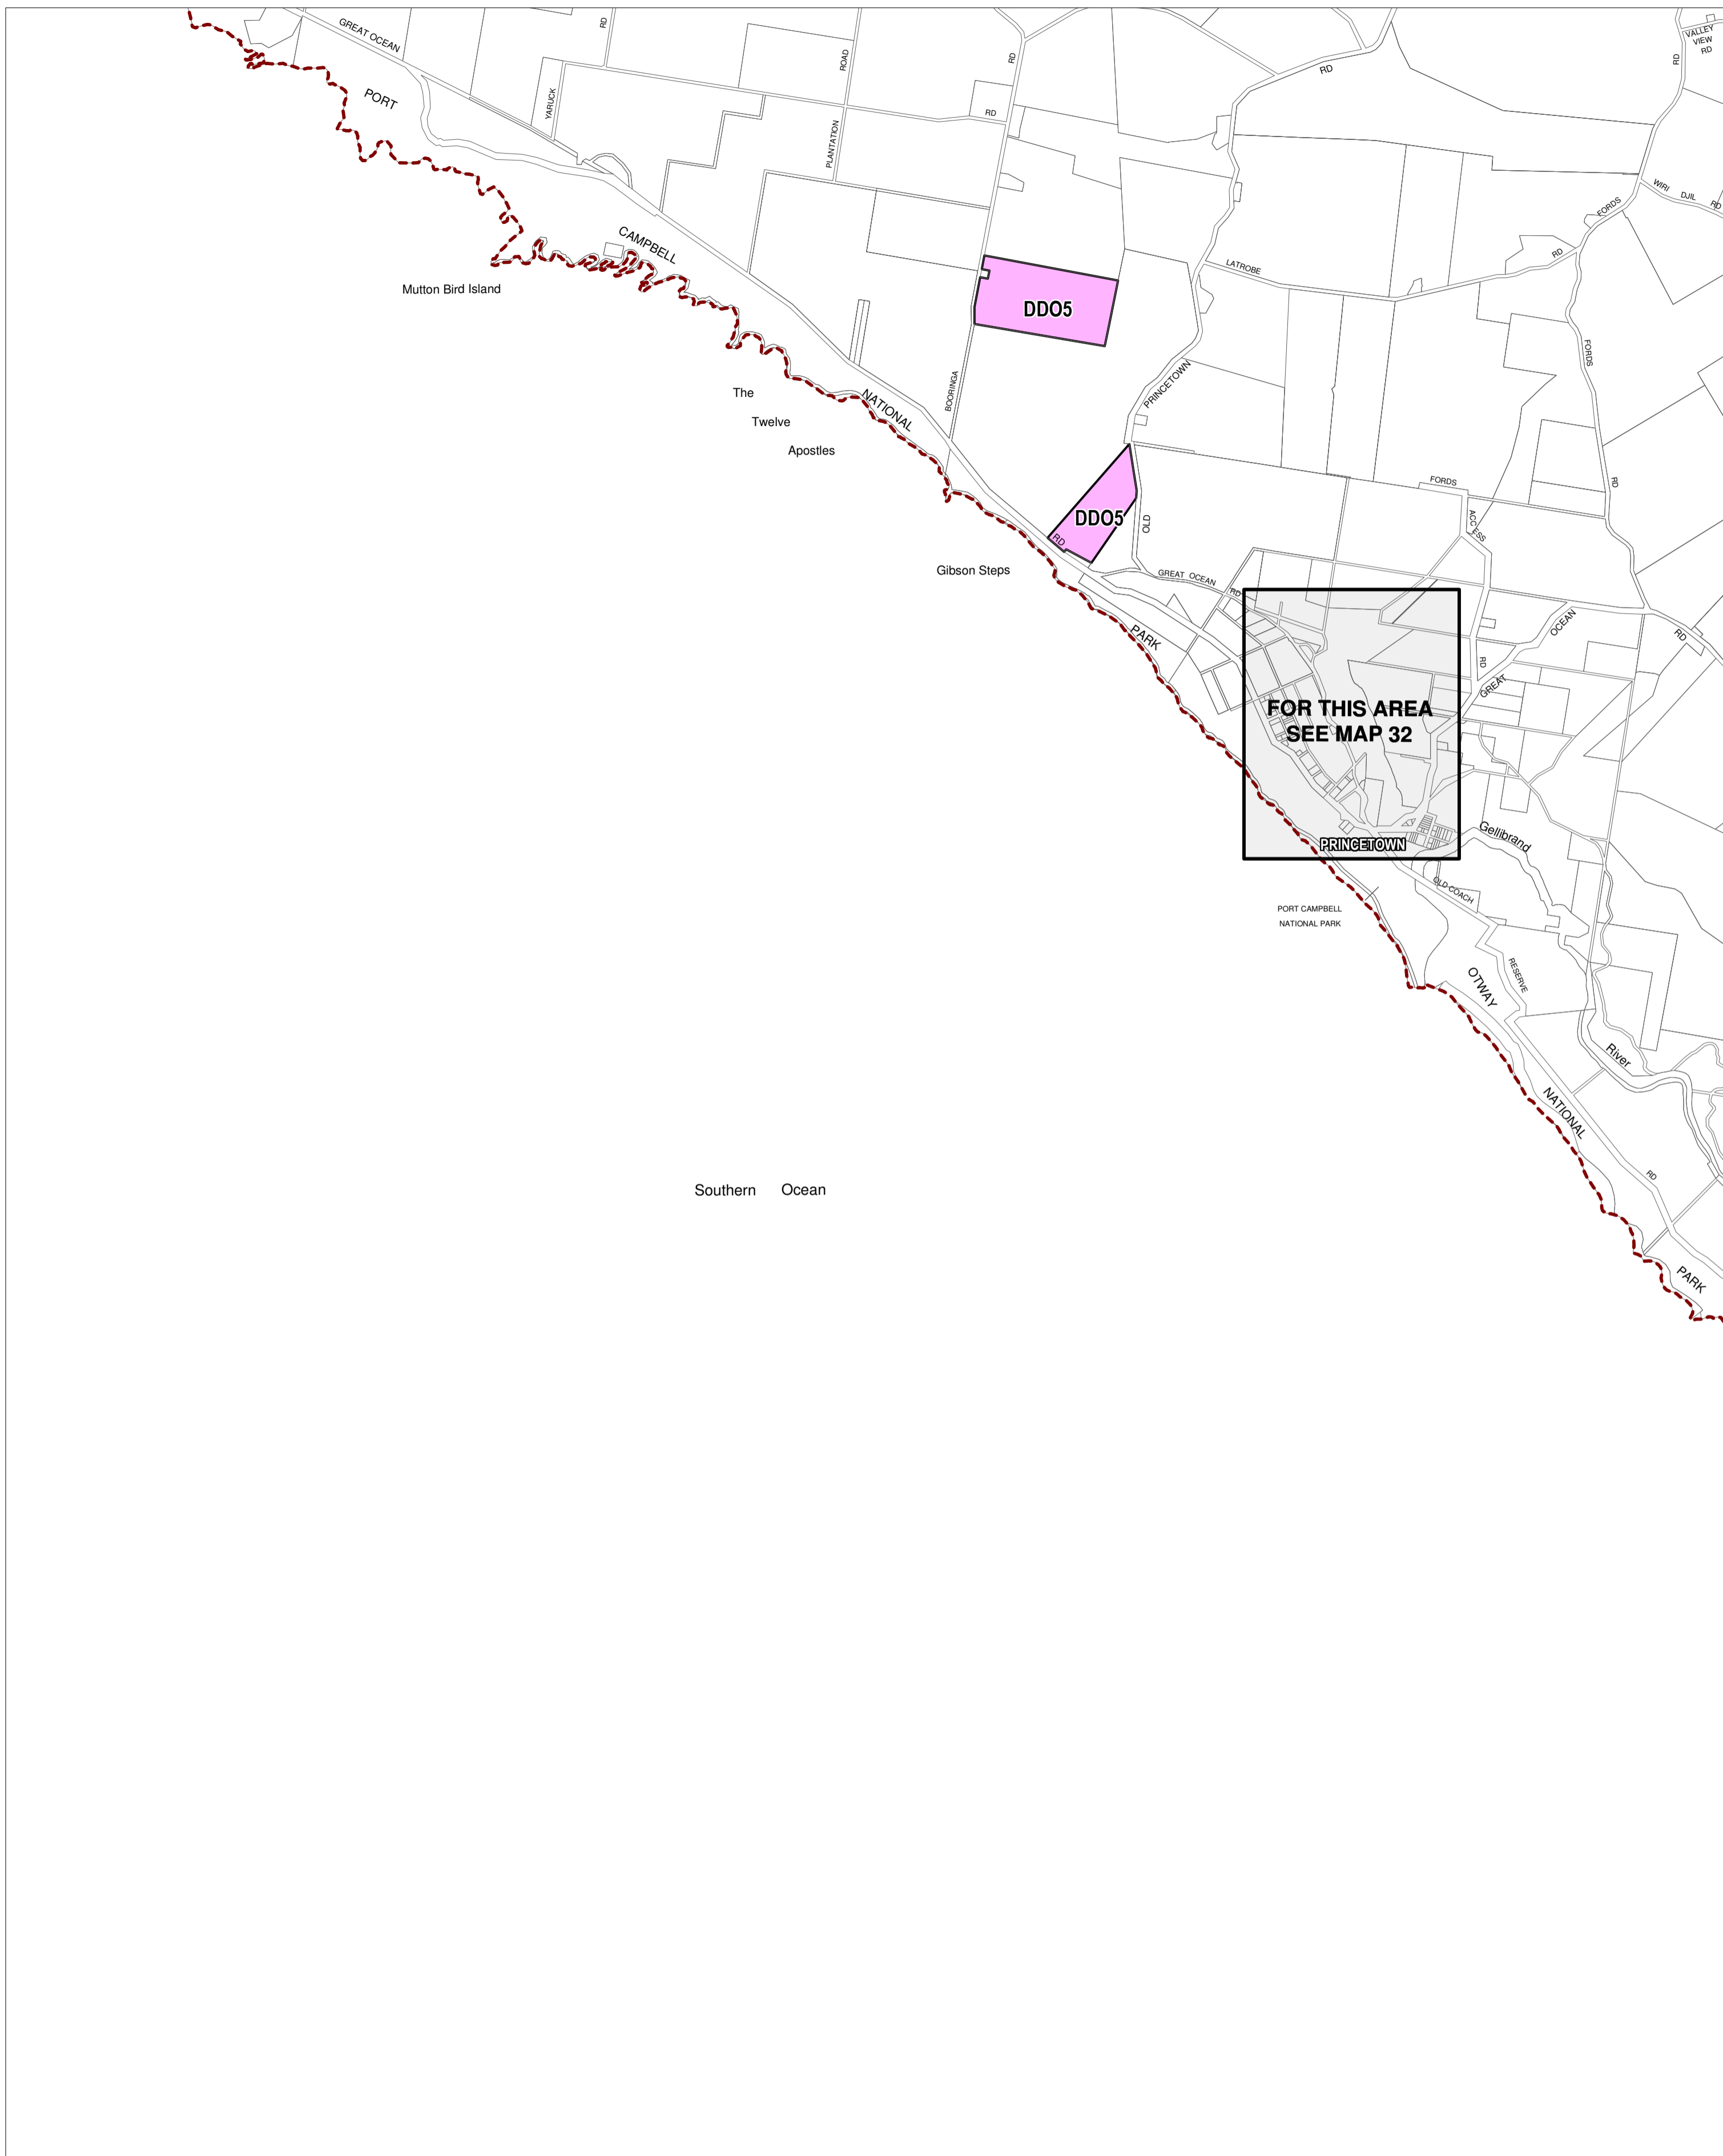 GREAT OCEAN
RD
ROAD
RD
RD
RD
VALLEY
VIEW
RD
PORT
YARUCK
PLANTATION
RD
WIRI DJIL RD
FORDS
CAMPBELL
LATROBE
RD
Mutton Bird Island
DDO5
FORDS
BOORINGA
PRINCETOWN
The
Twelve
Apostles
NATIONAL
FORDS
RD
DDO5
OLD
ACCESS
RD
Gibson Steps
GREAT OCEAN
RD
PARK
OCEAN
RD
RD
GREAT
FOR THIS AREA
SEE MAP 32
PRINCETOWN
Gellibrand
OLD COACH
PORT CAMPBELL
NATIONAL PARK
OTWAY
RESERVE
River
NATIONAL
RD
Southern Ocean
PARK